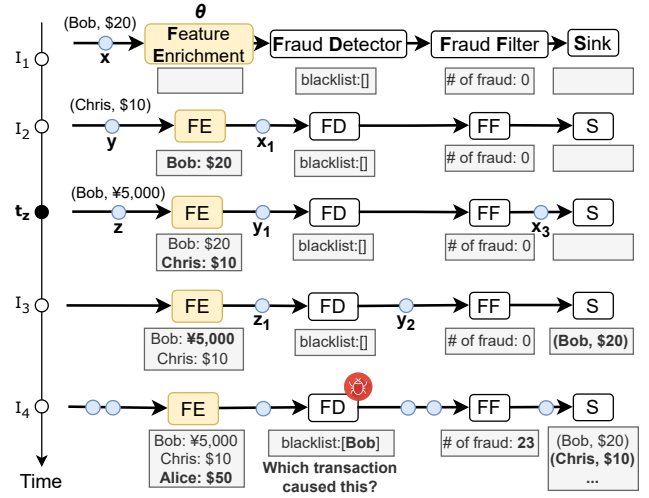 θ
(Bob, $20)
x
Feature
Enrichment
Fraud Detector
Fraud Filter
Sink
I1
blacklist:[]
# of fraud: 0
(Chris, $10)
I2
y
FE
x1
FD
FF
S
Bob: $20
blacklist:[]
# of fraud: 0
(Bob, ¥5,000)
tz
z
FE
y1
FD
FF
x3
S
Bob: $20
Chris: $10
blacklist:[]
# of fraud: 0
I3
FE
z1
FD
y2
FF
S
Bob: ¥5,000
Chris: $10
blacklist:[]
# of fraud: 0
(Bob, $20)
I4
FE
FD
FF
S
Bob: ¥5,000
Chris: $10
Alice: $50
blacklist:[Bob]
Which transaction
caused this?
# of fraud: 23
(Bob, $20)
(Chris, $10)
...
Time